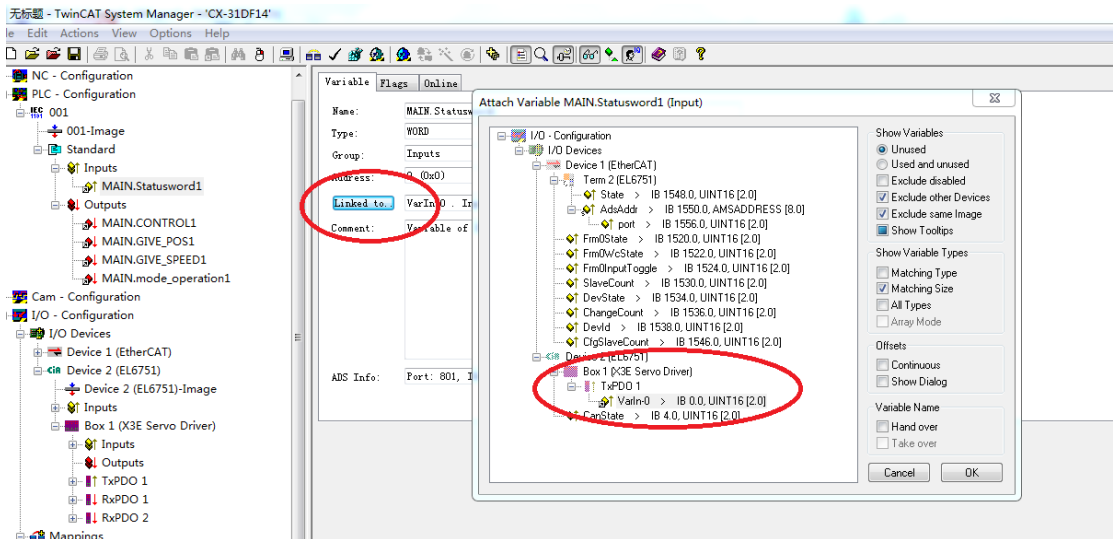 无标题 - TwinCAT System Manager - 'CX-31DF14'
le Edit Actions View Options Help
NC - Configuration
PLC - Configuration
001
001-Image
Standard
Inputs
MAIN.Statusword1
Outputs
MAIN.CONTROL1
MAIN.GIVE_POS1
MAIN.GIVE_SPEED1
MAIN.mode_operation1
Cam - Configuration
I/O - Configuration
I/O Devices
Device 1 (EtherCAT)
Device 2 (EL6751)
Device 2 (EL6751)-Image
Inputs
Box 1 (X3E Servo Driver)
Inputs
Outputs
TxPDO 1
RxPDO 1
RxPDO 2
Mappings
Variable Flags Online
Name: MAIN.Statusw
Type: WORD
Group: Inputs
Address: 0 (0x0)
Linked to.. VarIn-0 . In
Comment: Variable of
ADS Info: Port: 801, I
Attach Variable MAIN.Statusword1 (Input)
I/O - Configuration
I/O Devices
Device 1 (EtherCAT)
Term 2 (EL6751)
State > IB 1548.0, UINT16 [2.0]
AdsAddr > IB 1550.0, AMSADDRESS [8.0]
port > IB 1556.0, UINT16 [2.0]
Frm0State > IB 1520.0, UINT16 [2.0]
Frm0WcState > IB 1522.0, UINT16 [2.0]
Frm0InputToggle > IB 1524.0, UINT16 [2.0]
SlaveCount > IB 1530.0, UINT16 [2.0]
DevState > IB 1534.0, UINT16 [2.0]
ChangeCount > IB 1536.0, UINT16 [2.0]
DevId > IB 1538.0, UINT16 [2.0]
CfgSlaveCount > IB 1546.0, UINT16 [2.0]
Device 2 (EL6751)
Box 1 (X3E Servo Driver)
TxPDO 1
VarIn-0 > IB 0.0, UINT16 [2.0]
CanState > IB 4.0, UINT16 [2.0]
Show Variables
Unused
Used and unused
Exclude disabled
Exclude other Devices
Exclude same Image
Show Tooltips
Show Variable Types
Matching Type
Matching Size
All Types
Array Mode
Offsets
Continuous
Show Dialog
Variable Name
Hand over
Take over
Cancel OK